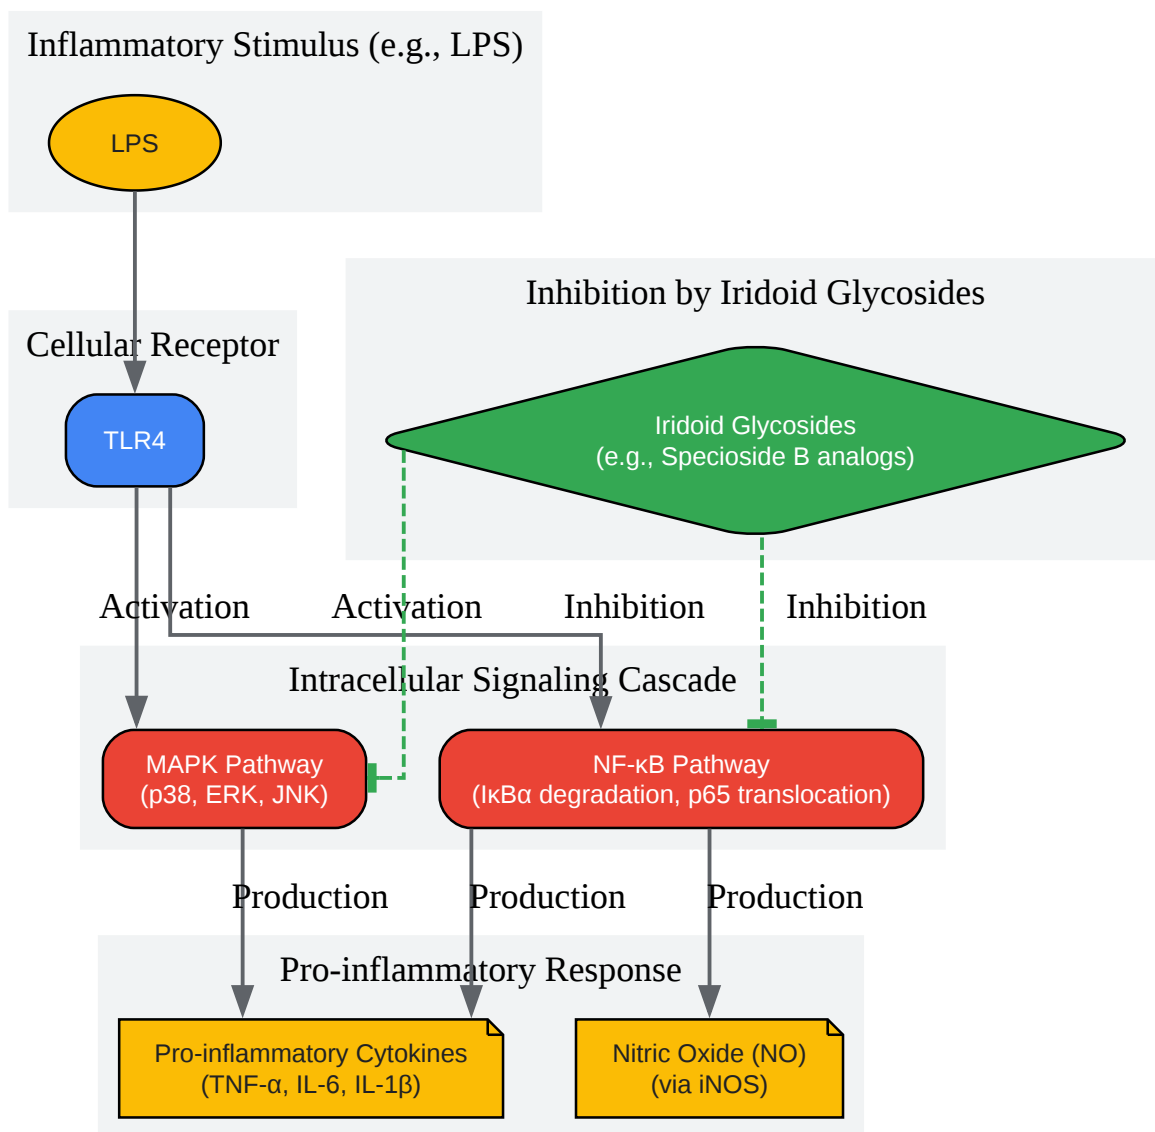 Inflammatory Stimulus (e.g., LPS)
LPS
Inhibition by Iridoid Glycosides
Cellular Receptor
TLR4
Iridoid Glycosides
(e.g., Specioside B analogs)
Activation
Activation
Inhibition
Inhibition
Intracellular Signaling Cascade
MAPK Pathway
(p38, ERK, JNK)
NF-κB Pathway
(IκBα degradation, p65 translocation)
Production
Production
Production
Pro-inflammatory Response
Pro-inflammatory Cytokines
(TNF-α, IL-6, IL-1β)
Nitric Oxide (NO)
(via iNOS)